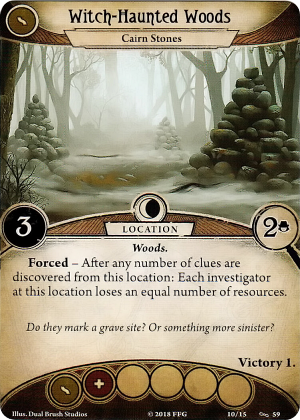 Witch-Haunted Woods
Cairn Stones
3
LOCATION
2
Woods.
Forced – After any number of clues are
discovered from this location: Each investigator
at this location loses an equal number of resources.
Do they mark a grave site? Or something more sinister?
Victory 1.
Illus. Dual Brush Studios
© 2018 FFG
10/15
59